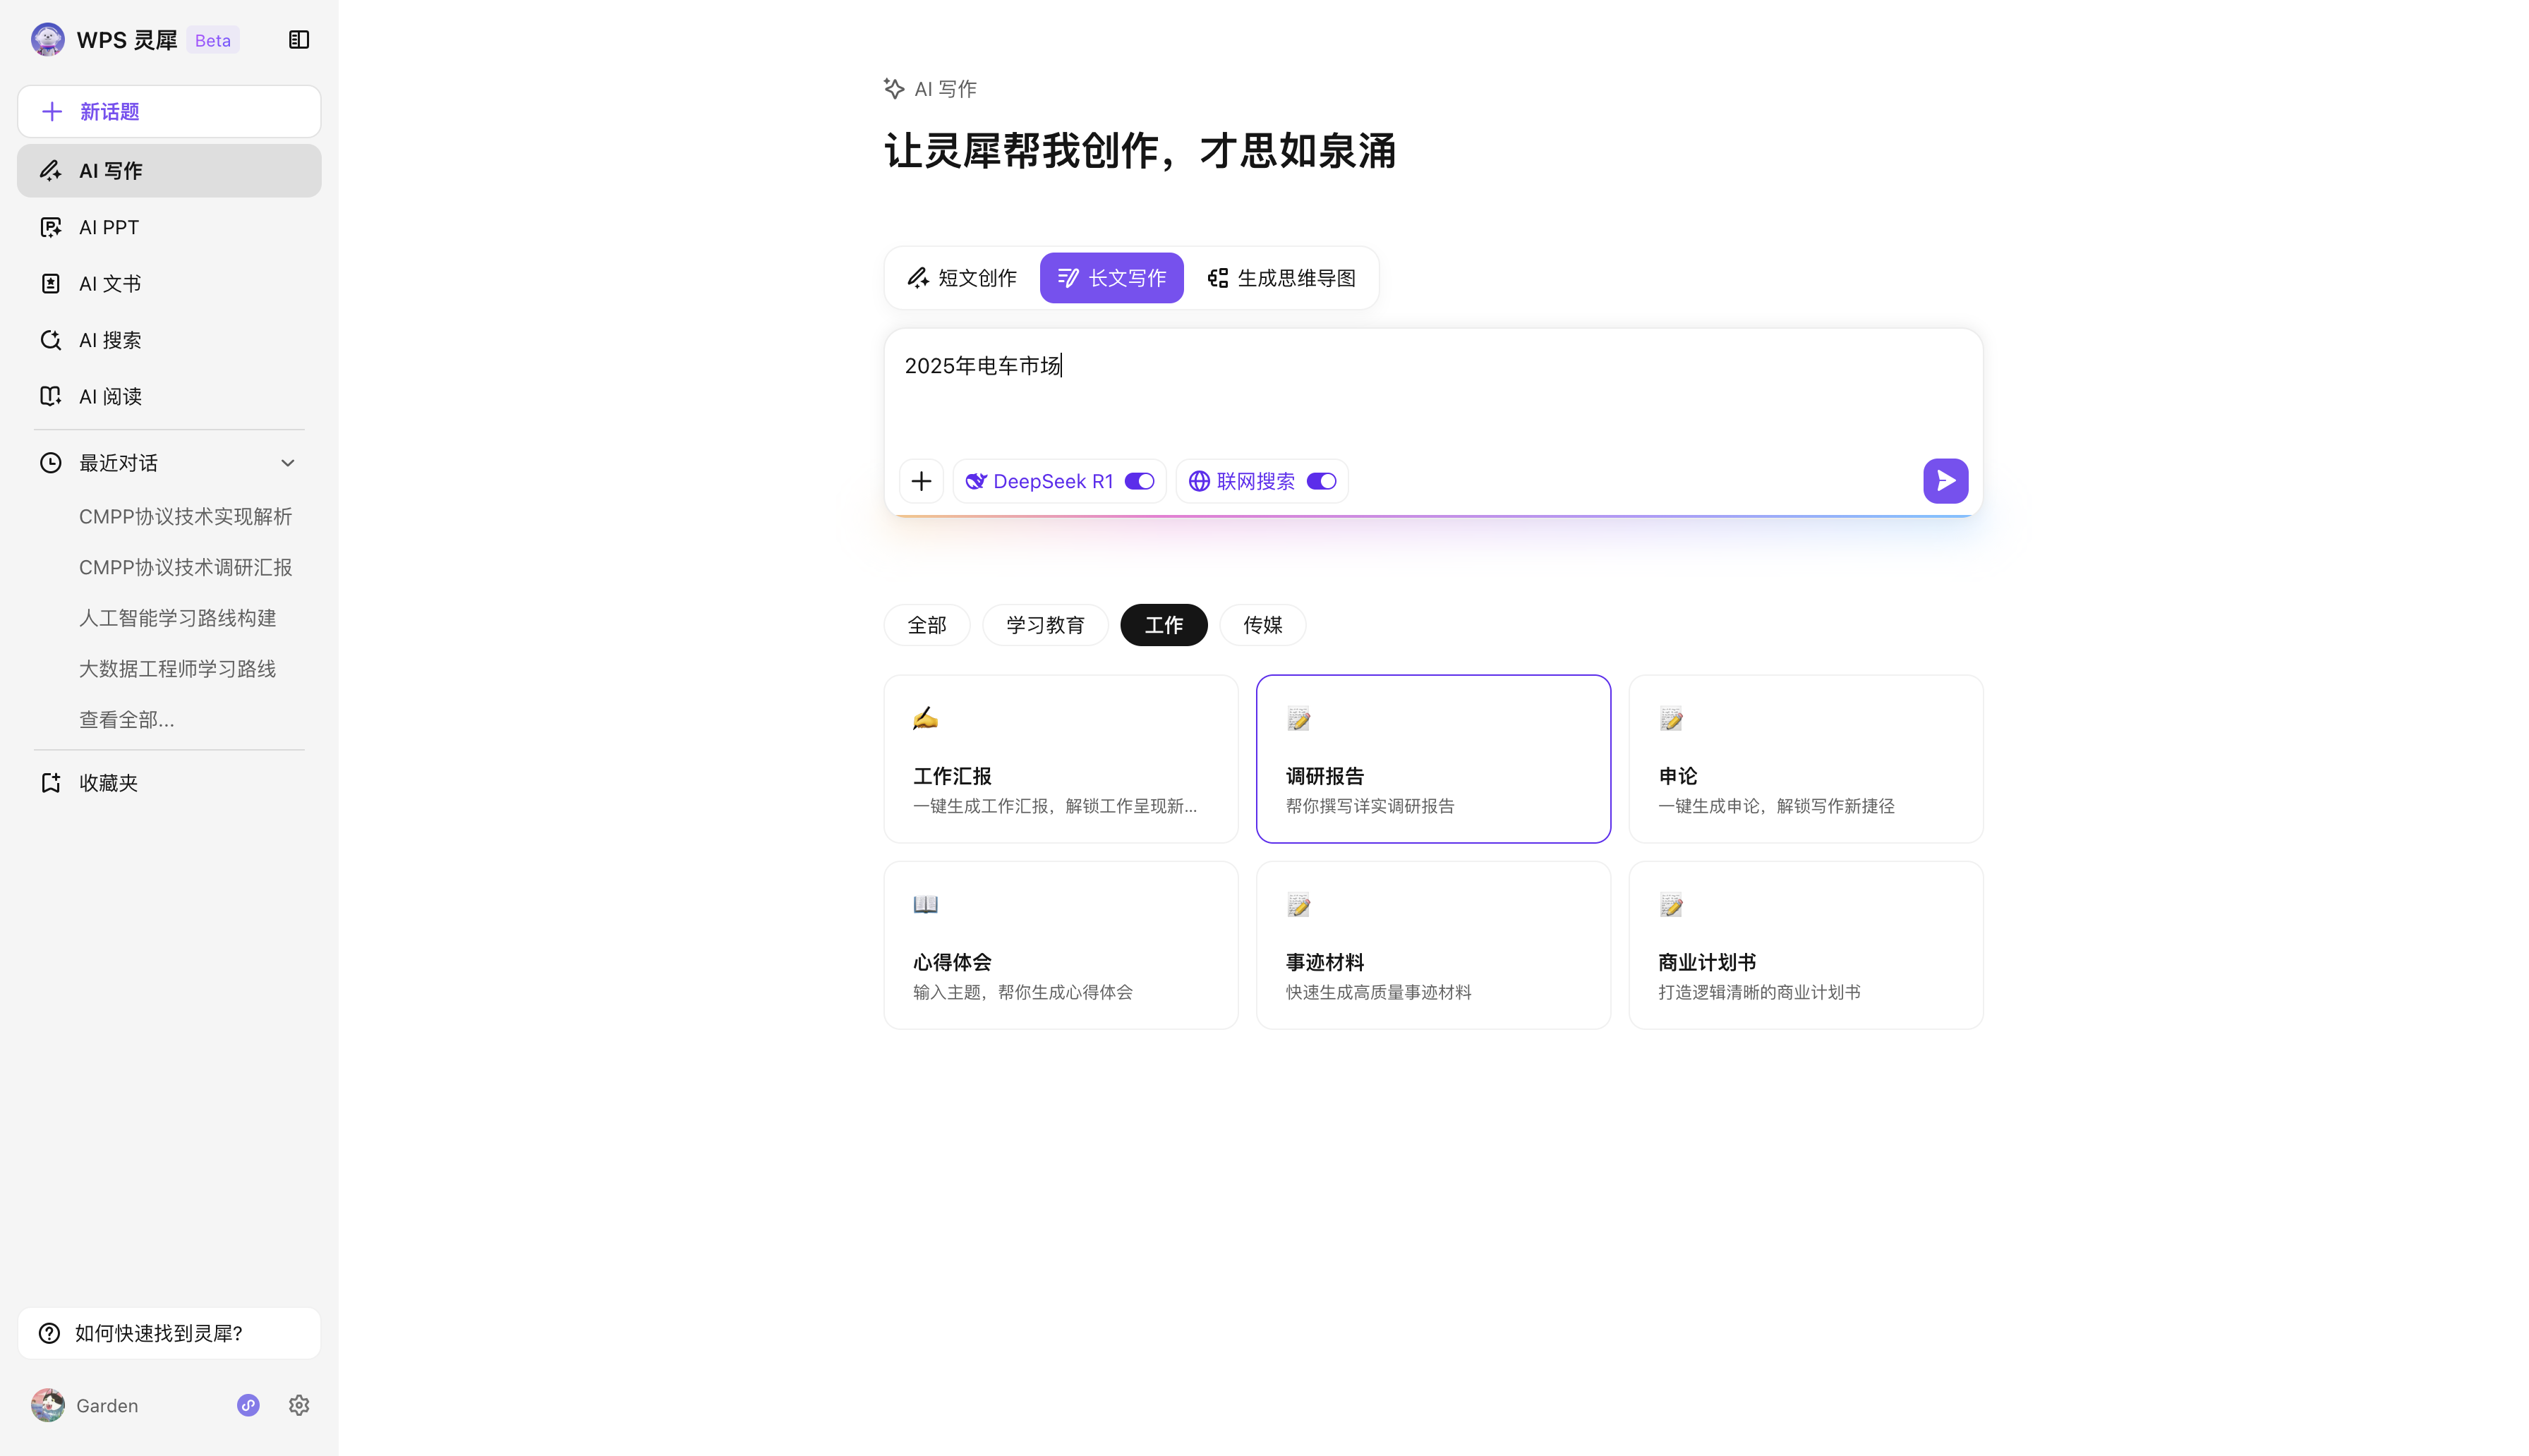 WPS 灵犀 Beta
新话题
AI 写作
AI PPT
AI 文书
AI 搜索
AI 阅读
最近对话
CMPP协议技术实现解析
CMPP协议技术调研汇报
人工智能学习路线构建
大数据工程师学习路线
查看全部...
收藏夹
如何快速找到灵犀?
Garden
AI 写作
让灵犀帮我创作，才思如泉涌
短文创作 长文写作 生成思维导图
2025年电车市场
DeepSeek R1 联网搜索
全部 学习教育 工作 传媒
工作汇报
一键生成工作汇报，解锁工作呈现新...
调研报告
帮你撰写详实调研报告
申论
一键生成申论，解锁写作新捷径
心得体会
输入主题，帮你生成心得体会
事迹材料
快速生成高质量事迹材料
商业计划书
打造逻辑清晰的商业计划书